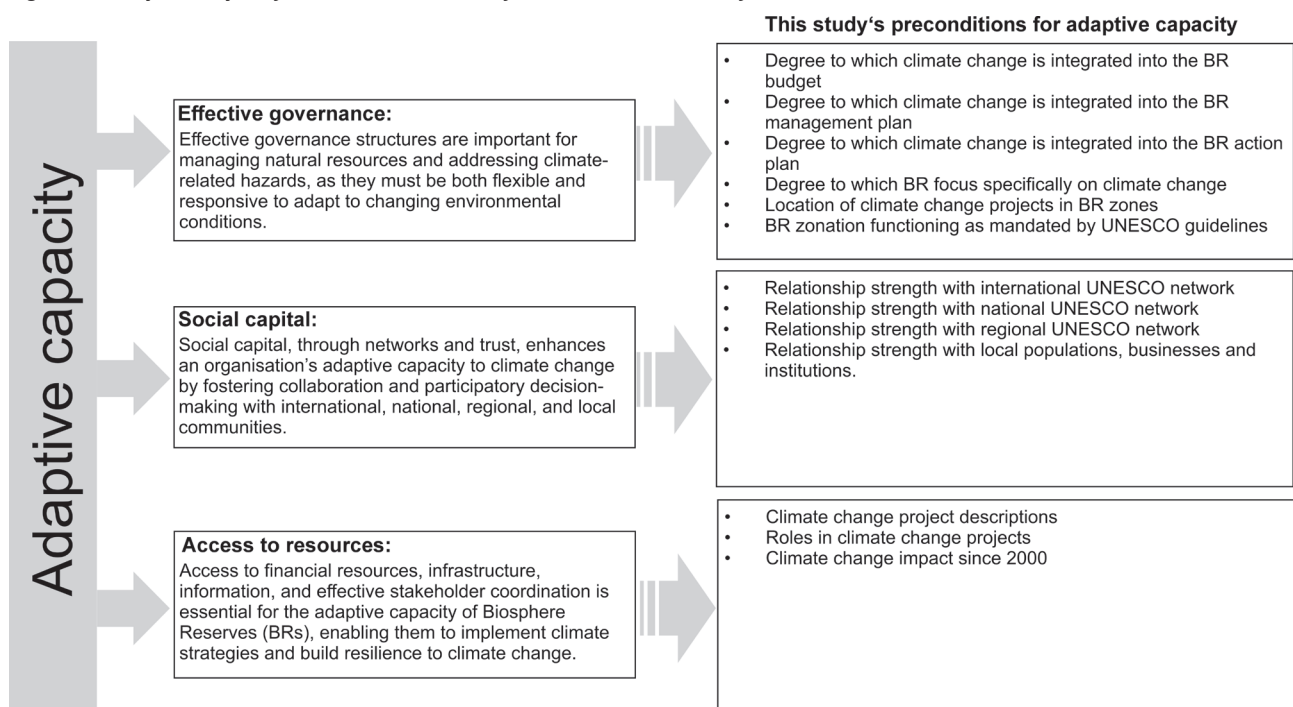 This study‘s preconditions for adaptive capacity
Adaptive capacity
Effective governance:
Effective governance structures are important for
managing natural resources and addressing climate-
related hazards, as they must be both flexible and
responsive to adapt to changing environmental
conditions.
• Degree to which climate change is integrated into the BR
budget
• Degree to which climate change is integrated into the BR
management plan
• Degree to which climate change is integrated into the BR action
plan
• Degree to which BR focus specifically on climate change
• Location of climate change projects in BR zones
• BR zonation functioning as mandated by UNESCO guidelines
Social capital:
Social capital, through networks and trust, enhances
an organisation’s adaptive capacity to climate change
by fostering collaboration and participatory decision-
making with international, national, regional, and local
communities.
• Relationship strength with international UNESCO network
• Relationship strength with national UNESCO network
• Relationship strength with regional UNESCO network
• Relationship strength with local populations, businesses and
institutions.
Access to resources:
Access to financial resources, infrastructure,
information, and effective stakeholder coordination is
essential for the adaptive capacity of Biosphere
Reserves (BRs), enabling them to implement climate
strategies and build resilience to climate change.
• Climate change project descriptions
• Roles in climate change projects
• Climate change impact since 2000